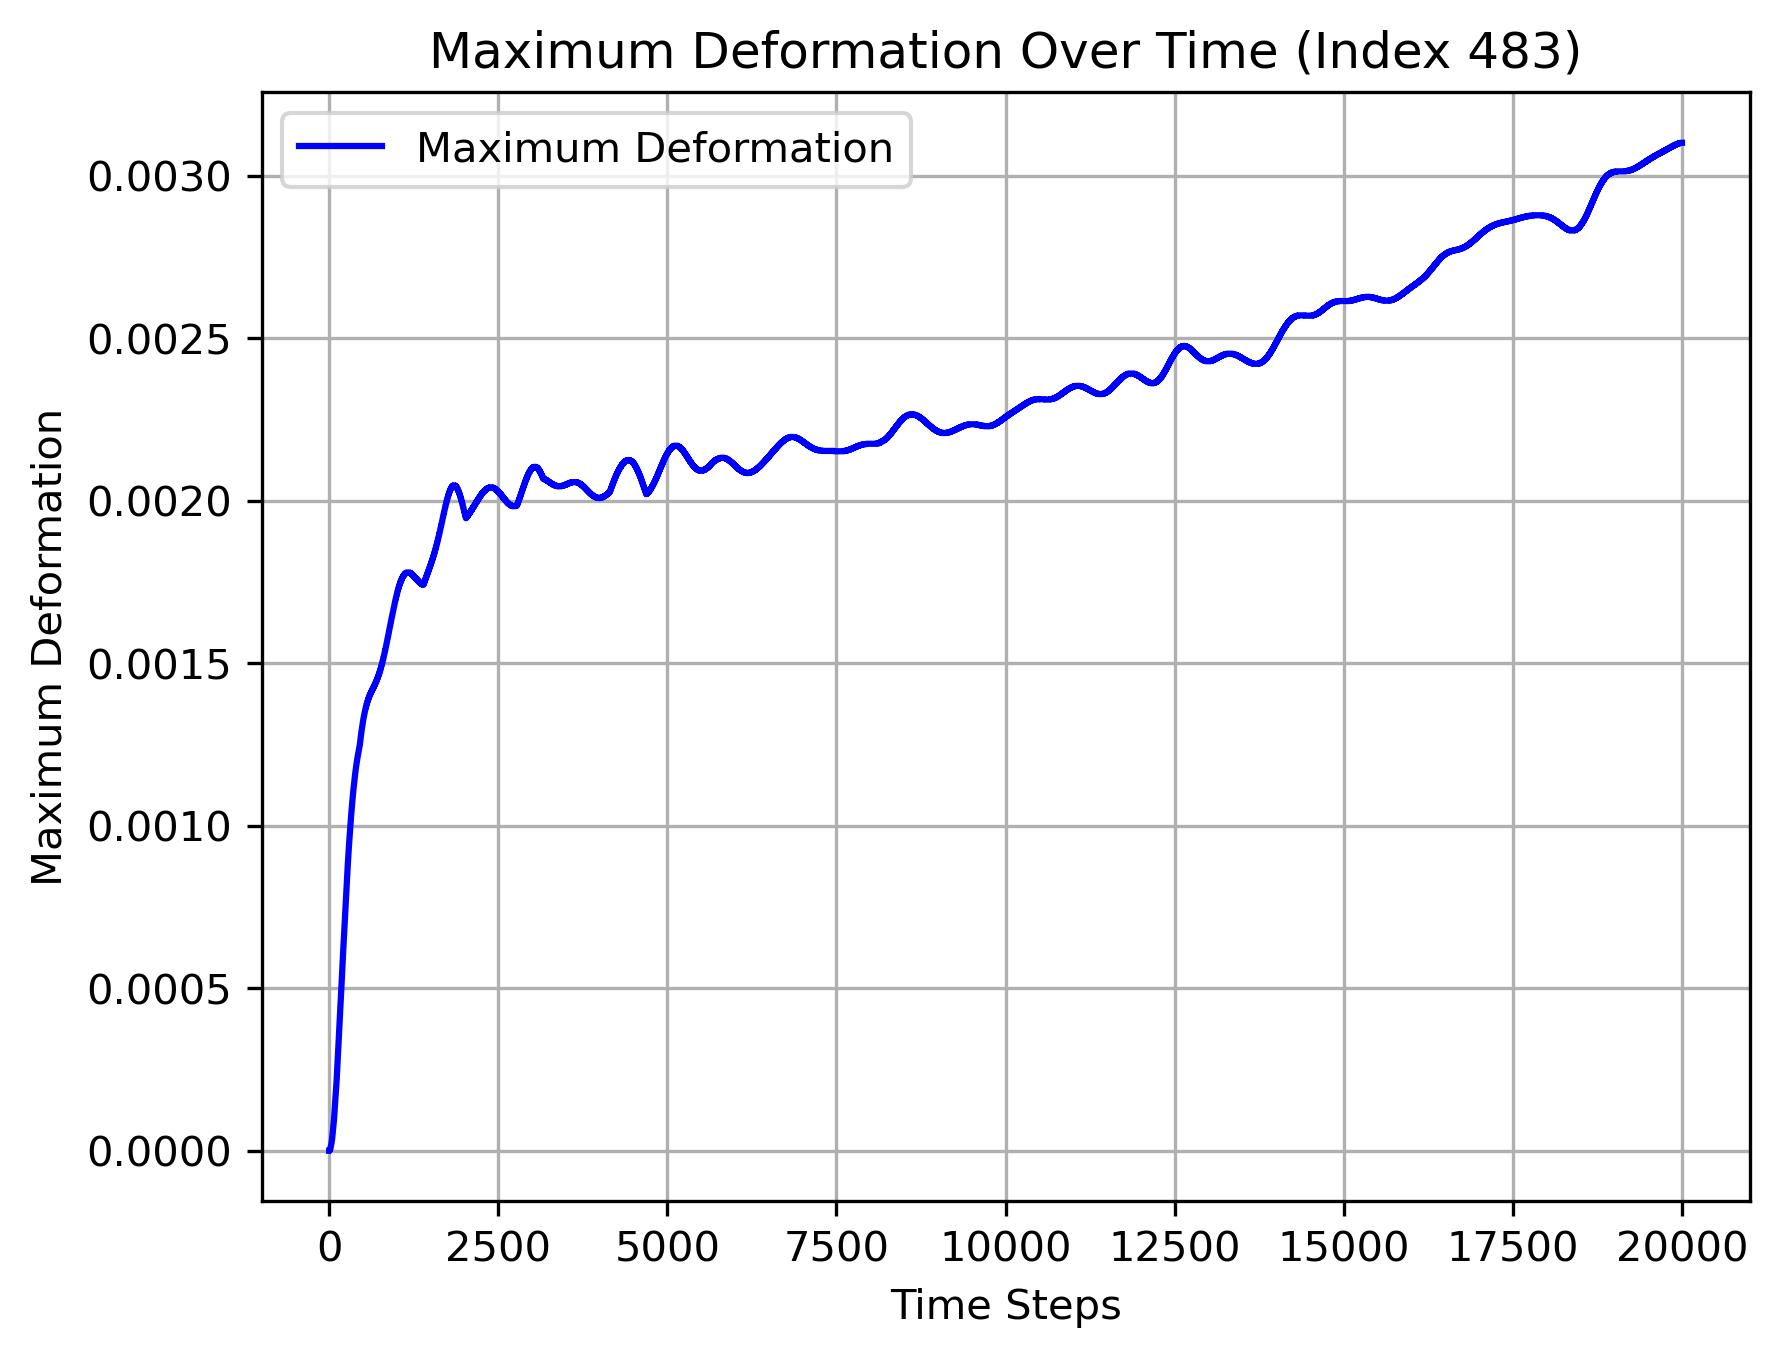 Maximum Deformation Over Time (Index 483)
Maximum Deformation
0.0030
0.0025
0.0020
0.0015
0.0010
0.0005
0.0000
Maximum Deformation
0 2500 5000 7500 10000 12500 15000 17500 20000
Time Steps